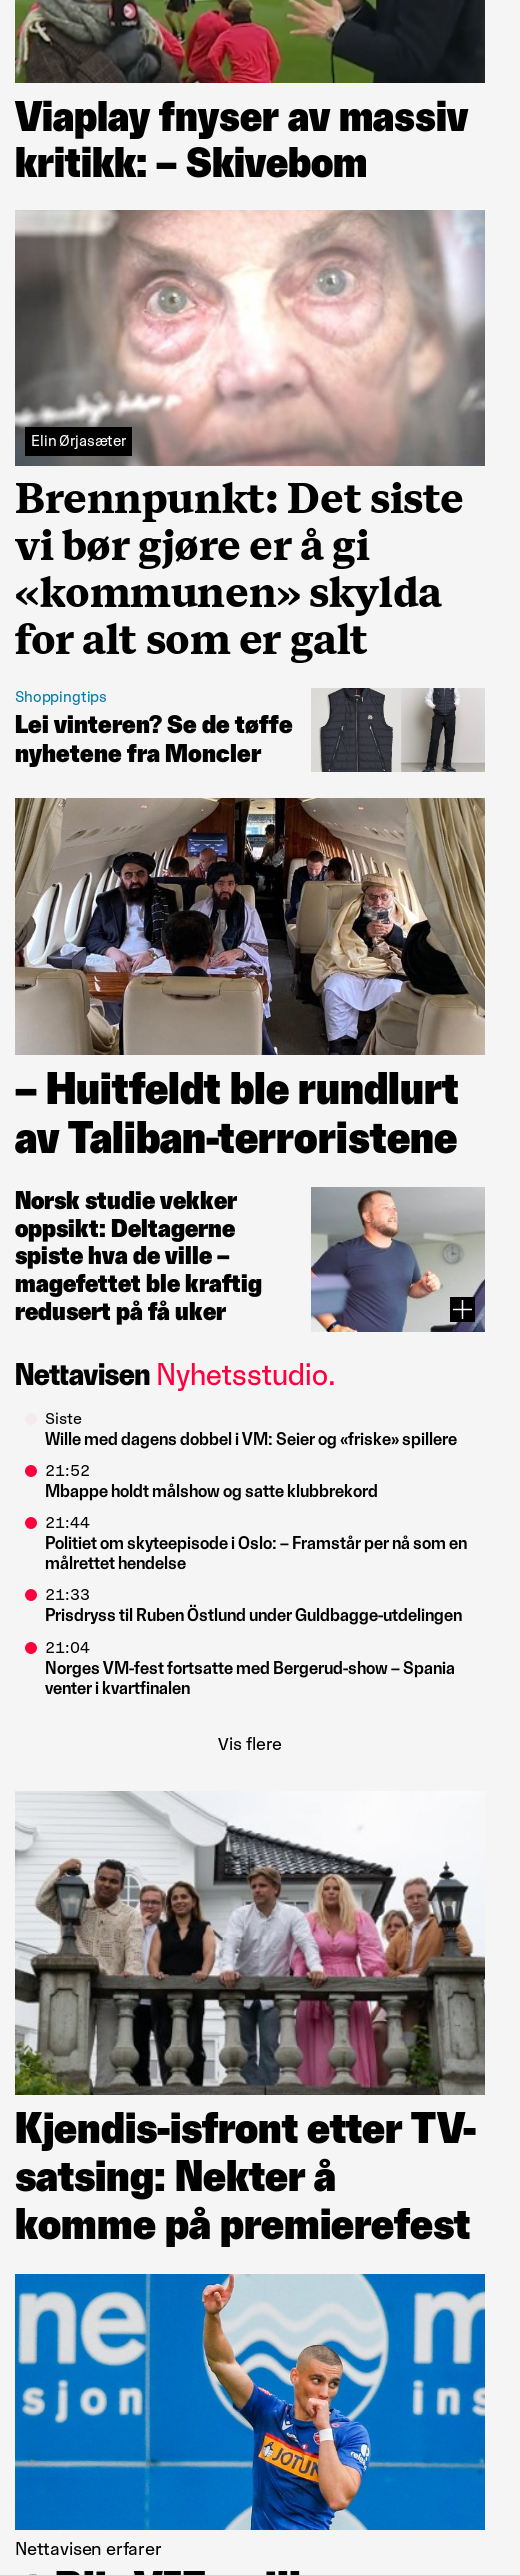 Viaplay fnyser av massiv
kritikk: – Skivebom
Elin Ørjasæter
Brennpunkt: Det siste
vi bør gjøre er å gi
«kommunen» skylda
for alt som er galt
Shoppingtips
Lei vinteren? Se de tøffe
nyhetene fra Moncler
– Huitfeldt ble rundlurt
av Taliban-terroristene
Norsk studie vekker
oppsikt: Deltagerne
spiste hva de ville –
magefettet ble kraftig
redusert på få uker
Nettavisen Nyhetsstudio.
Siste
Wille med dagens dobbel i VM: Seier og «friske» spillere
21:52
Mbappe holdt målshow og satte klubbrekord
21:44
Politiet om skyteepisode i Oslo: – Framstår per nå som en
målrettet hendelse
21:33
Prisdryss til Ruben Östlund under Guldbagge-utdelingen
21:04
Norges VM-fest fortsatte med Bergerud-show – Spania
venter i kvartfinalen
Vis flere
Kjendis-isfront etter TV-
satsing: Nekter å
komme på premierefest
ne m
sjon ins
JOTUN
Nettavisen erfarer